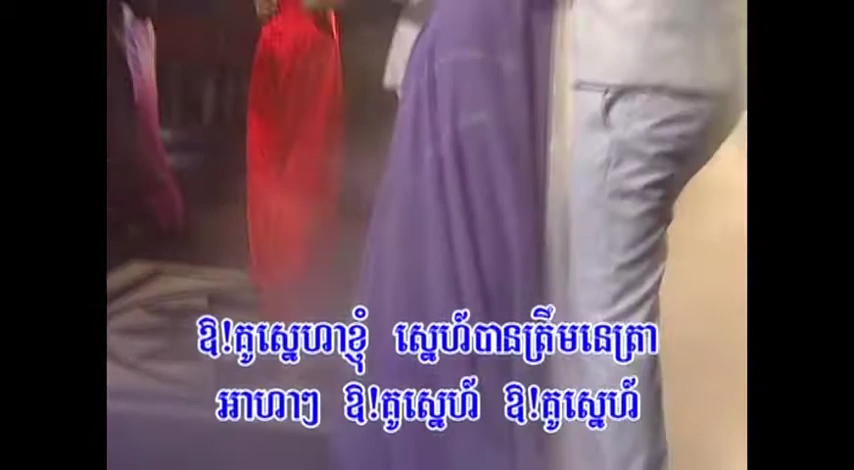 ឱ!គូស្នេហាខ្ញុំ ស្នេហ៍បានត្រឹមនេត្រា
អាហាៗ ឱ!គូស្នេហ៍ ឱ!គូស្នេហ៍